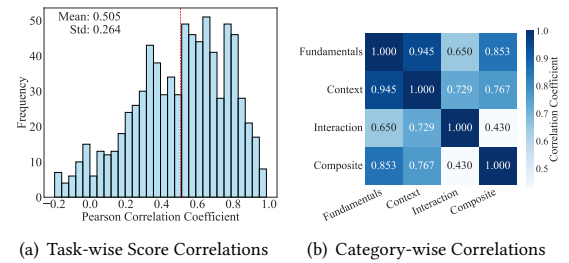 Mean: 0.505
Std: 0.264
Frequency
50
40
30
20
10
0
−0.2 0.0 0.2 0.4 0.6 0.8 1.0
Pearson Correlation Coefficient
(a) Task-wise Score Correlations
Fundamentals 1.000 0.945 0.650 0.853
Context 0.945 1.000 0.729 0.767
Interaction 0.650 0.729 1.000 0.430
Composite 0.853 0.767 0.430 1.000
Fundamentals Context Interaction Composite
1.0
0.9
0.8
0.7
0.6
0.5
Correlation Coefficient
(b) Category-wise Correlations